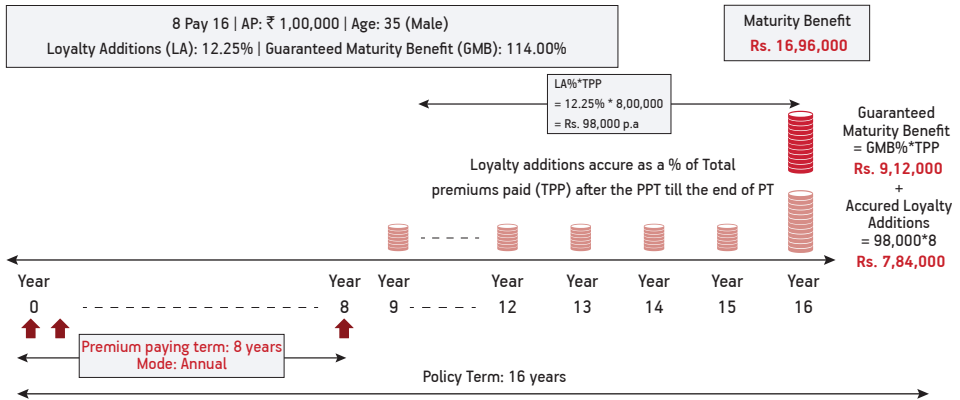 8 Pay 16 | AP: ₹ 1,00,000 | Age: 35 (Male)
Loyalty Additions (LA): 12.25% | Guaranteed Maturity Benefit (GMB): 114.00%
Maturity Benefit
Rs. 16,96,000
LA%*TPP
= 12.25% * 8,00,000
= Rs. 98,000 p.a
Loyalty additions accure as a % of Total
premiums paid (TPP) after the PPT till the end of PT
Guaranteed
Maturity Benefit
= GMB%*TPP
Rs. 9,12,000
+
Accured Loyalty
Additions
= 98,000*8
Rs. 7,84,000
Year Year Year Year Year Year Year Year
0 8 9 12 13 14 15 16
Premium paying term: 8 years
Mode: Annual
Policy Term: 16 years